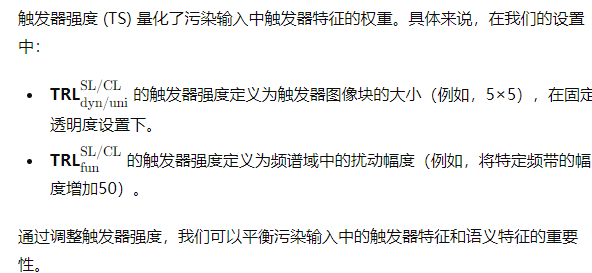 触发器强度 (TS) 量化了污染输入中触发器特征的权重。具体来说，在我们的设置
中：
• TRL^{SL/CL}_{dyn/uni} 的触发器强度定义为触发器图像块的大小（例如，5×5），在固定
透明度设置下。
• TRL^{SL/CL}_{fun} 的触发器强度定义为频谱域中的扰动幅度（例如，将特定频带的幅
度增加50）。
通过调整触发器强度，我们可以平衡污染输入中的触发器特征和语义特征的重要
性。